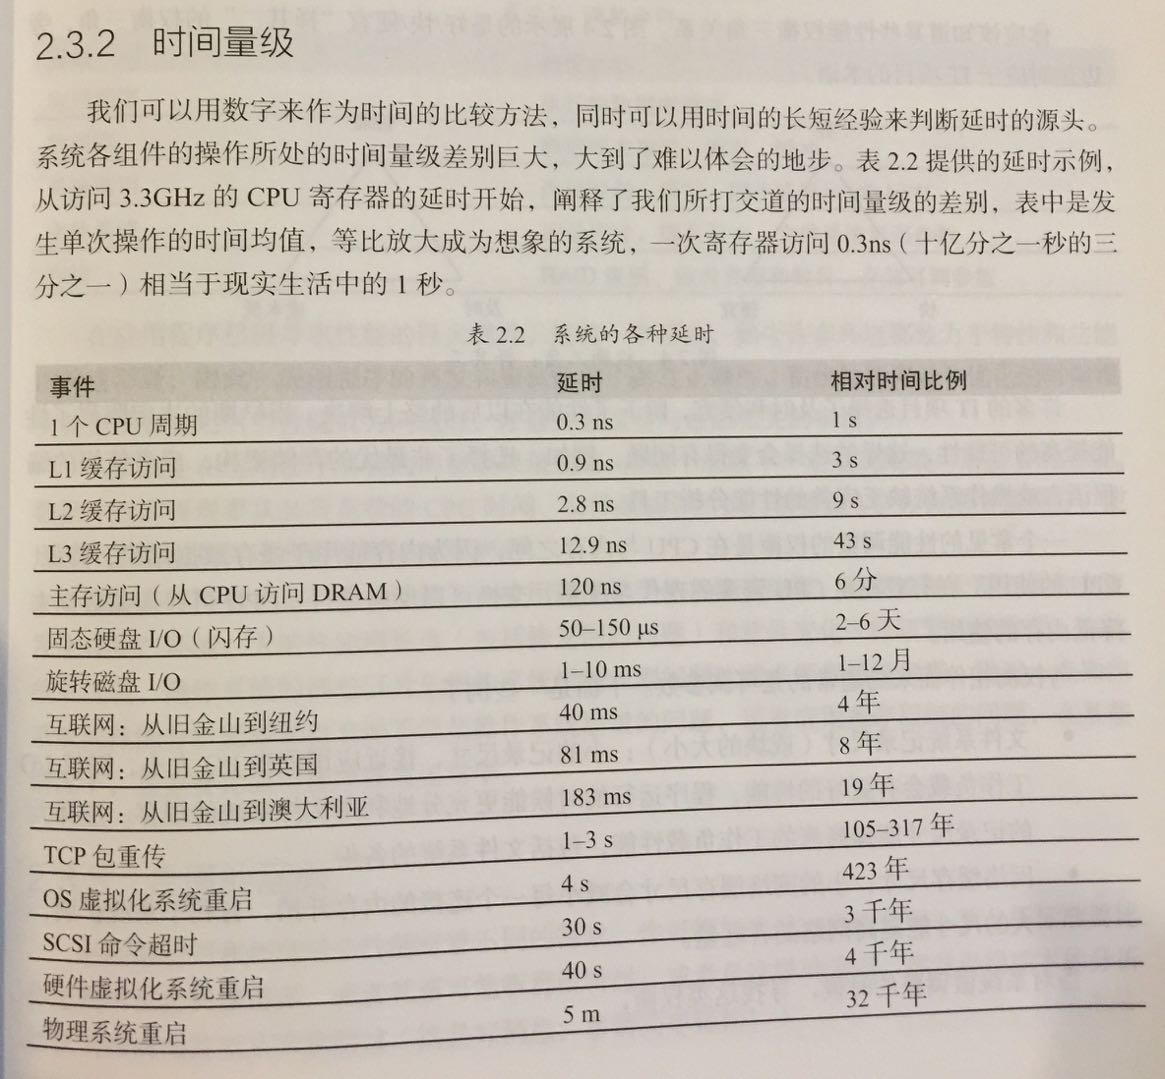 2.3.2 时间量级
我们可以用数字来作为时间的比较方法，同时可以用时间的长短经验来判断延时的源头。
系统各组件的操作所处的时间量级差别巨大，大到了难以体会的地步。表 2.2 提供的延时示例，
从访问 3.3GHz 的 CPU 寄存器的延时开始，阐释了我们所打交道的时间量级的差别，表中是发
生单次操作的时间均值，等比放大成为想象的系统，一次寄存器访问 0.3ns（十亿分之一秒的三
分之一）相当于现实生活中的 1 秒。
表 2.2 系统的各种延时
事件 延时 相对时间比例
1 个 CPU 周期 0.3 ns 1 s
L1 缓存访问 0.9 ns 3 s
L2 缓存访问 2.8 ns 9 s
L3 缓存访问 12.9 ns 43 s
主存访问（从 CPU 访问 DRAM） 120 ns 6 分
固态硬盘 I/O（闪存） 50–150 μs 2–6 天
旋转磁盘 I/O 1–10 ms 1–12 月
互联网：从旧金山到纽约 40 ms 4 年
互联网：从旧金山到英国 81 ms 8 年
互联网：从旧金山到澳大利亚 183 ms 19 年
TCP 包重传 1–3 s 105–317 年
OS 虚拟化系统重启 4 s 423 年
SCSI 命令超时 30 s 3 千年
硬件虚拟化系统重启 40 s 4 千年
物理系统重启 5 m 32 千年